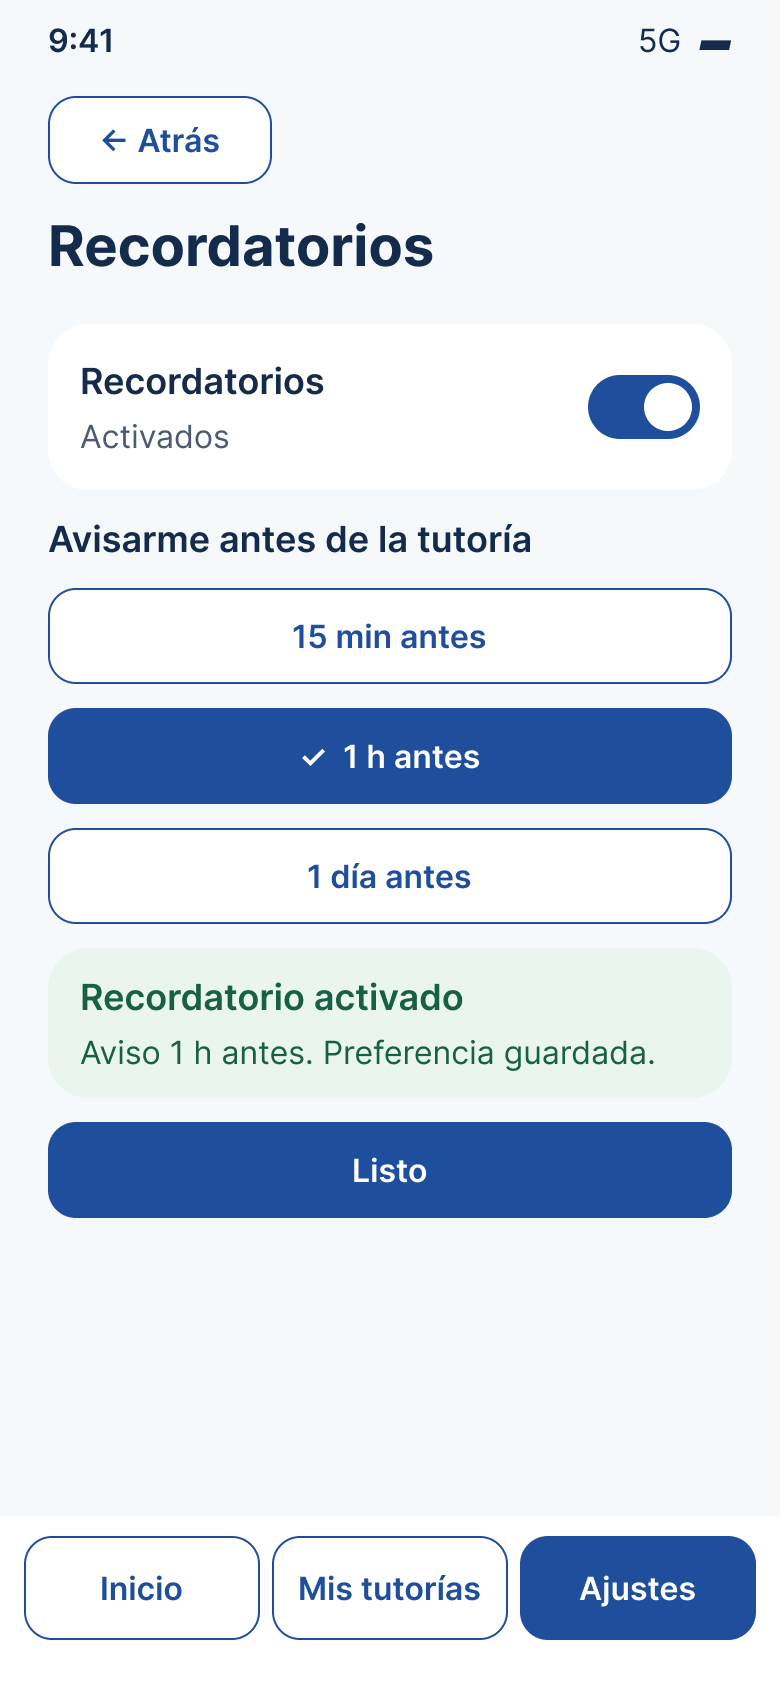 9:41 5G
← Atrás
Recordatorios
Recordatorios
Activados
Avisarme antes de la tutoría
15 min antes
✓ 1 h antes
1 día antes
Recordatorio activado
Aviso 1 h antes. Preferencia guardada.
Listo
Inicio Mis tutorías Ajustes